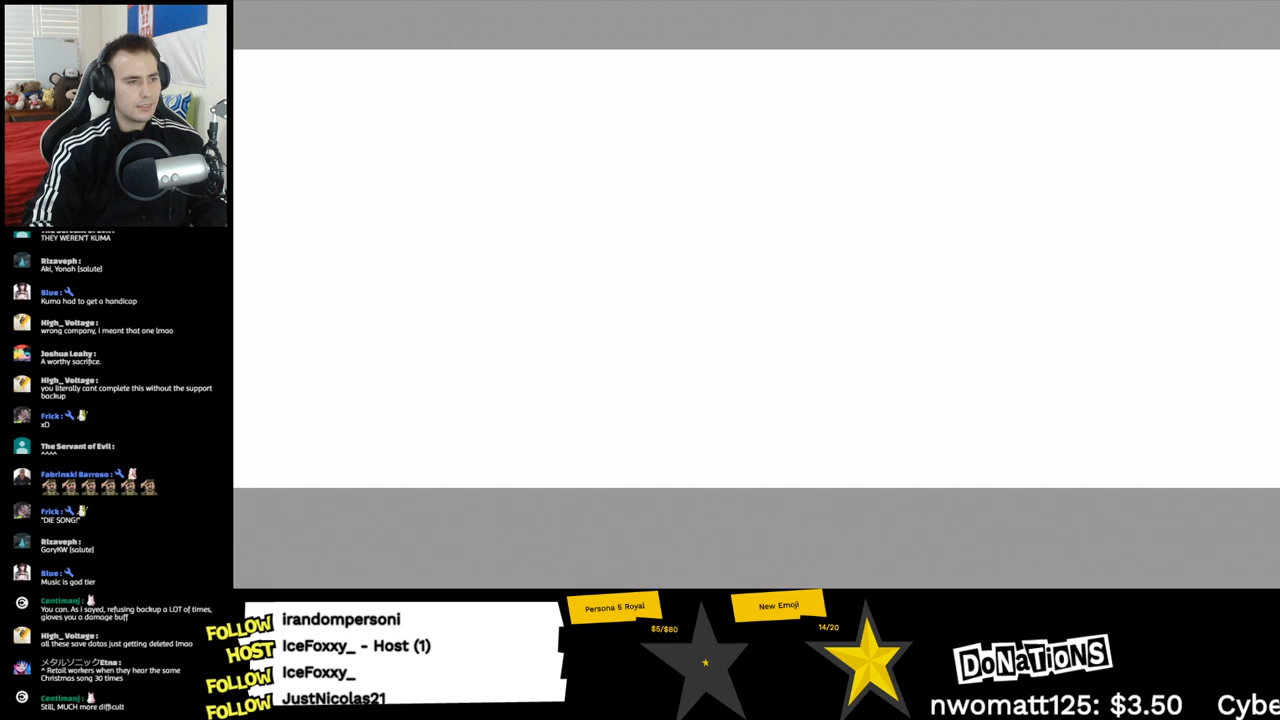 THEY WEREN'T KUMA
Rizaveph :
Aki, Yonah [salute]
Blue :
Kuma had to get a handicap
High_Voltage :
wrong company, i meant that one lmao
Joshua Leahy :
A worthy sacrifice.
High_Voltage :
you literally cant complete this without the support
backup
Frick :
xD
The Servant of Evil :
^^^^
Fabrinski Barroso :
Frick :
"DIE SONG!"
Rizaveph :
GaryKW [salute]
Blue :
Music is god tier
Centimanj :
You can. As i sayed, refusing backup a LOT of times,
gloves you a damage buff
High_Voltage :
all these save datas just getting deleted lmao
メタルソニックEtna :
^ Retail workers when they hear the same
Christmas song 30 times
Centimanj :
Still, MUCH more difficult
FOLLOW irandompersoni
HOST IceFoxxy_ - Host (1)
FOLLOW IceFoxxy_
FOLLOW JustNicolas21
Persona 5 Royal
$5/$80
New Emoji
14/20
DONATIONS
nwomatt125: $3.50 Cybe